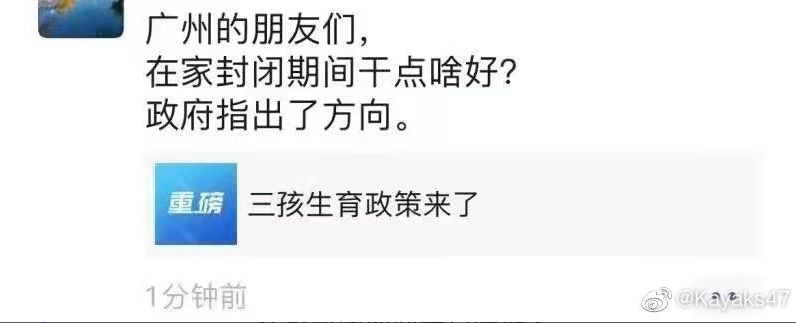 广州的朋友们，
在家封闭期间干点啥好？
政府指出了方向。
重磅
三孩生育政策来了
1分钟前
@Kayaks47